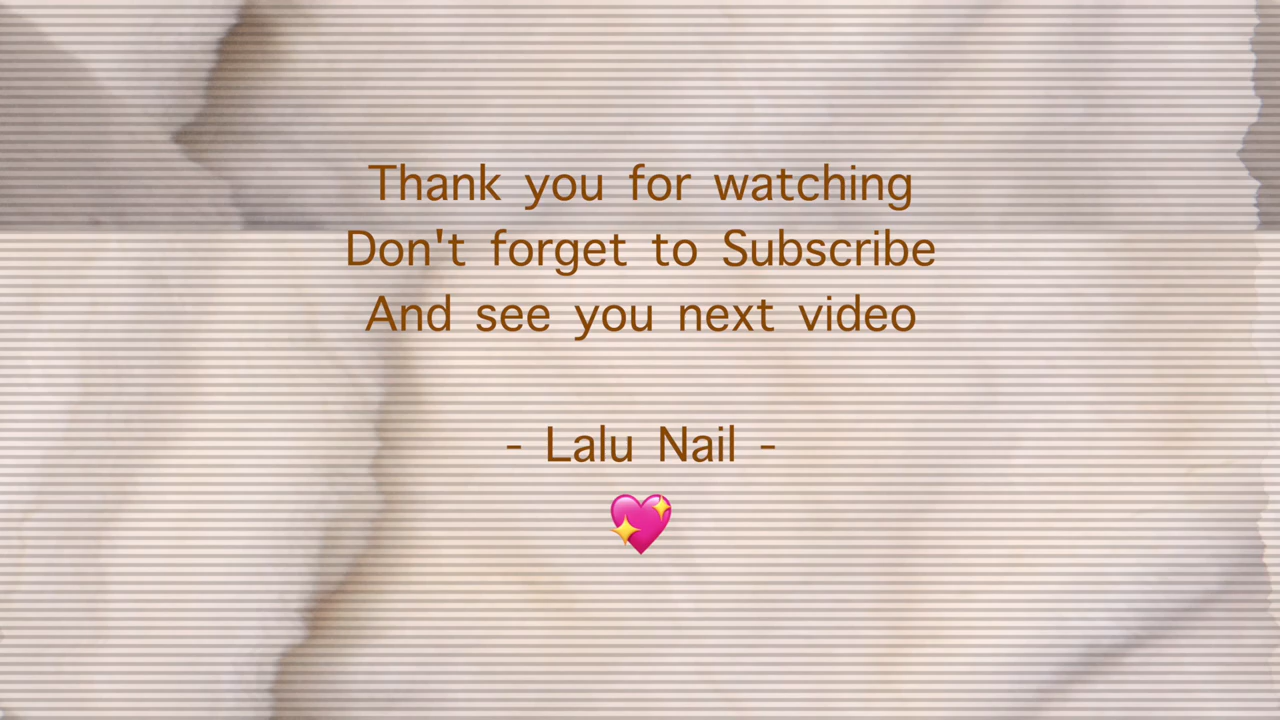 Thank you for watching
Don't forget to Subscribe
And see you next video
- Lalu Nail -
💖